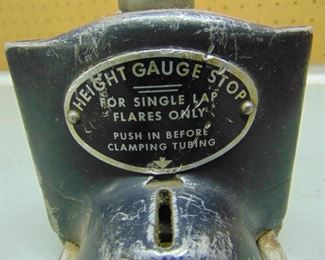 HEIGHT GAUGE STOP
FOR SINGLE LAP
FLARES ONLY
PUSH IN BEFORE
CLAMPING TUBING